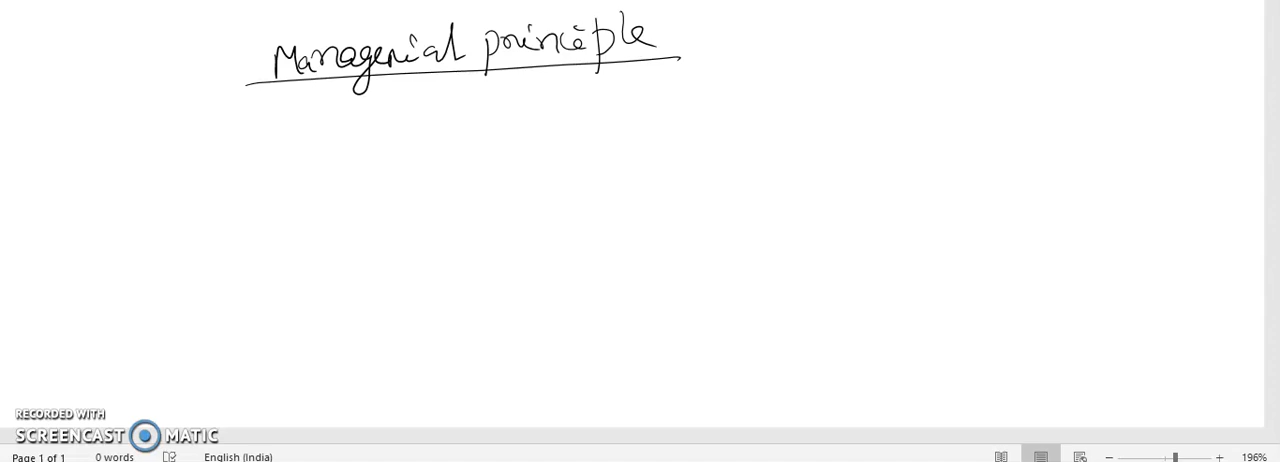 Managerial principle
RECORDED WITH
SCREENCAST MATIC
Page 1 of 1 0 words English (India) 196%